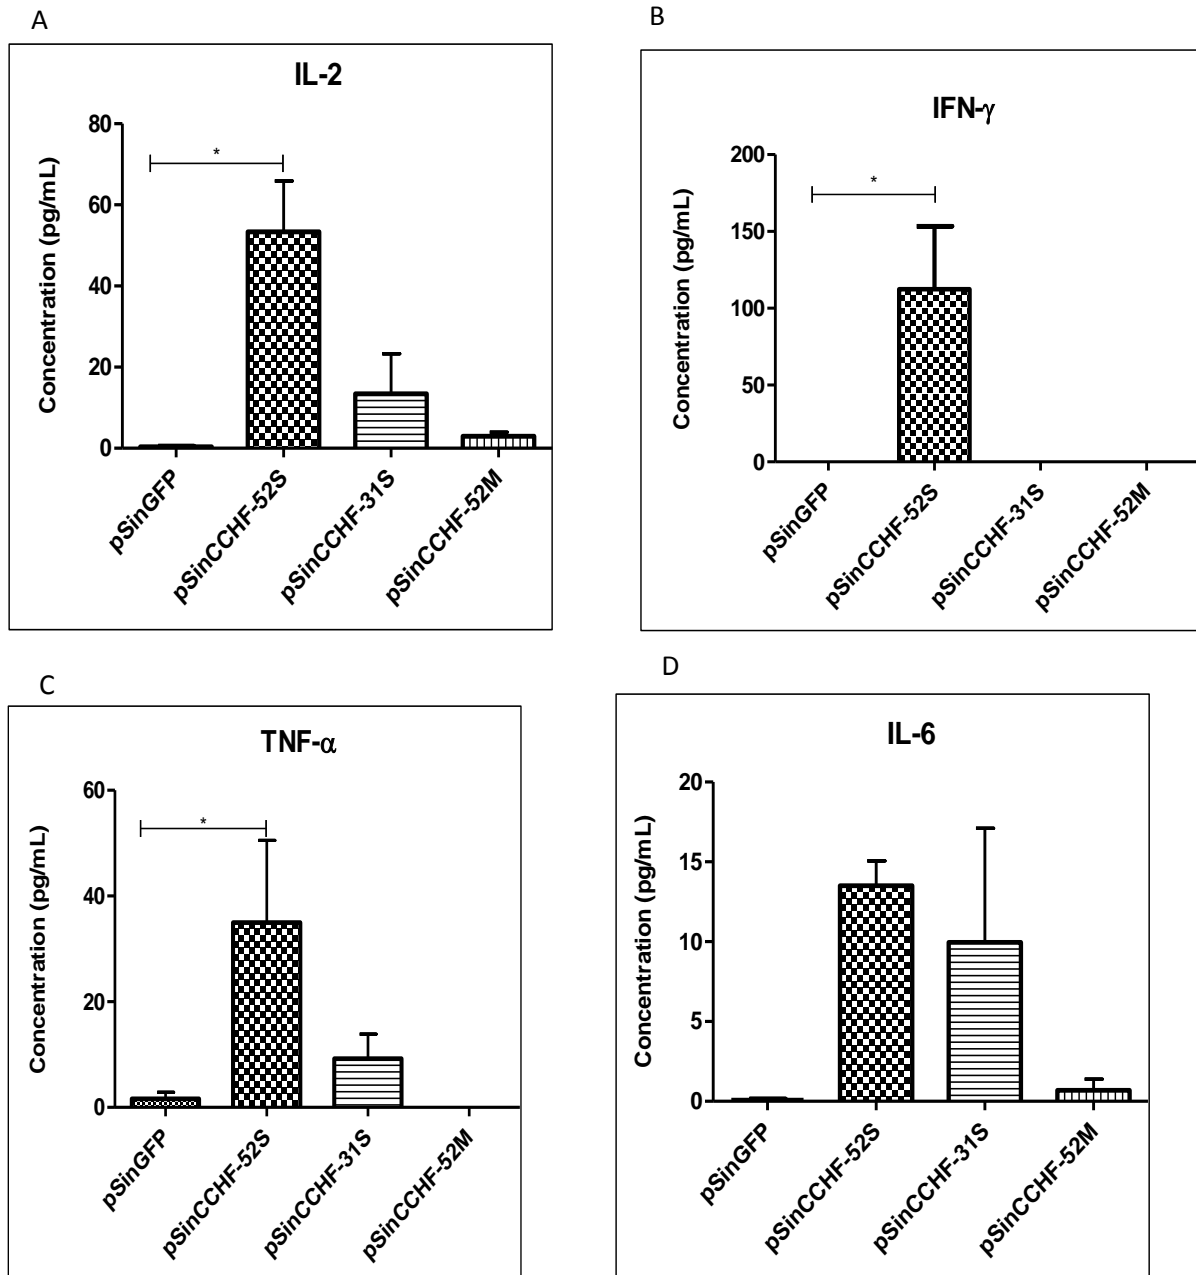 A
IL-2
Concentration (pg/mL)
80
60
40
20
0
*
pSinGFP
pSinCCHF-52S
pSinCCHF-31S
pSinCCHF-52M
B
IFN-γ
Concentration (pg/mL)
200
150
100
50
0
*
pSinGFP
pSinCCHF-52S
pSinCCHF-31S
pSinCCHF-52M
C
TNF-α
Concentration (pg/mL)
60
40
20
0
*
pSinGFP
pSinCCHF-52S
pSinCCHF-31S
pSinCCHF-52M
D
IL-6
Concentration (pg/mL)
20
15
10
5
0
pSinGFP
pSinCCHF-52S
pSinCCHF-31S
pSinCCHF-52M